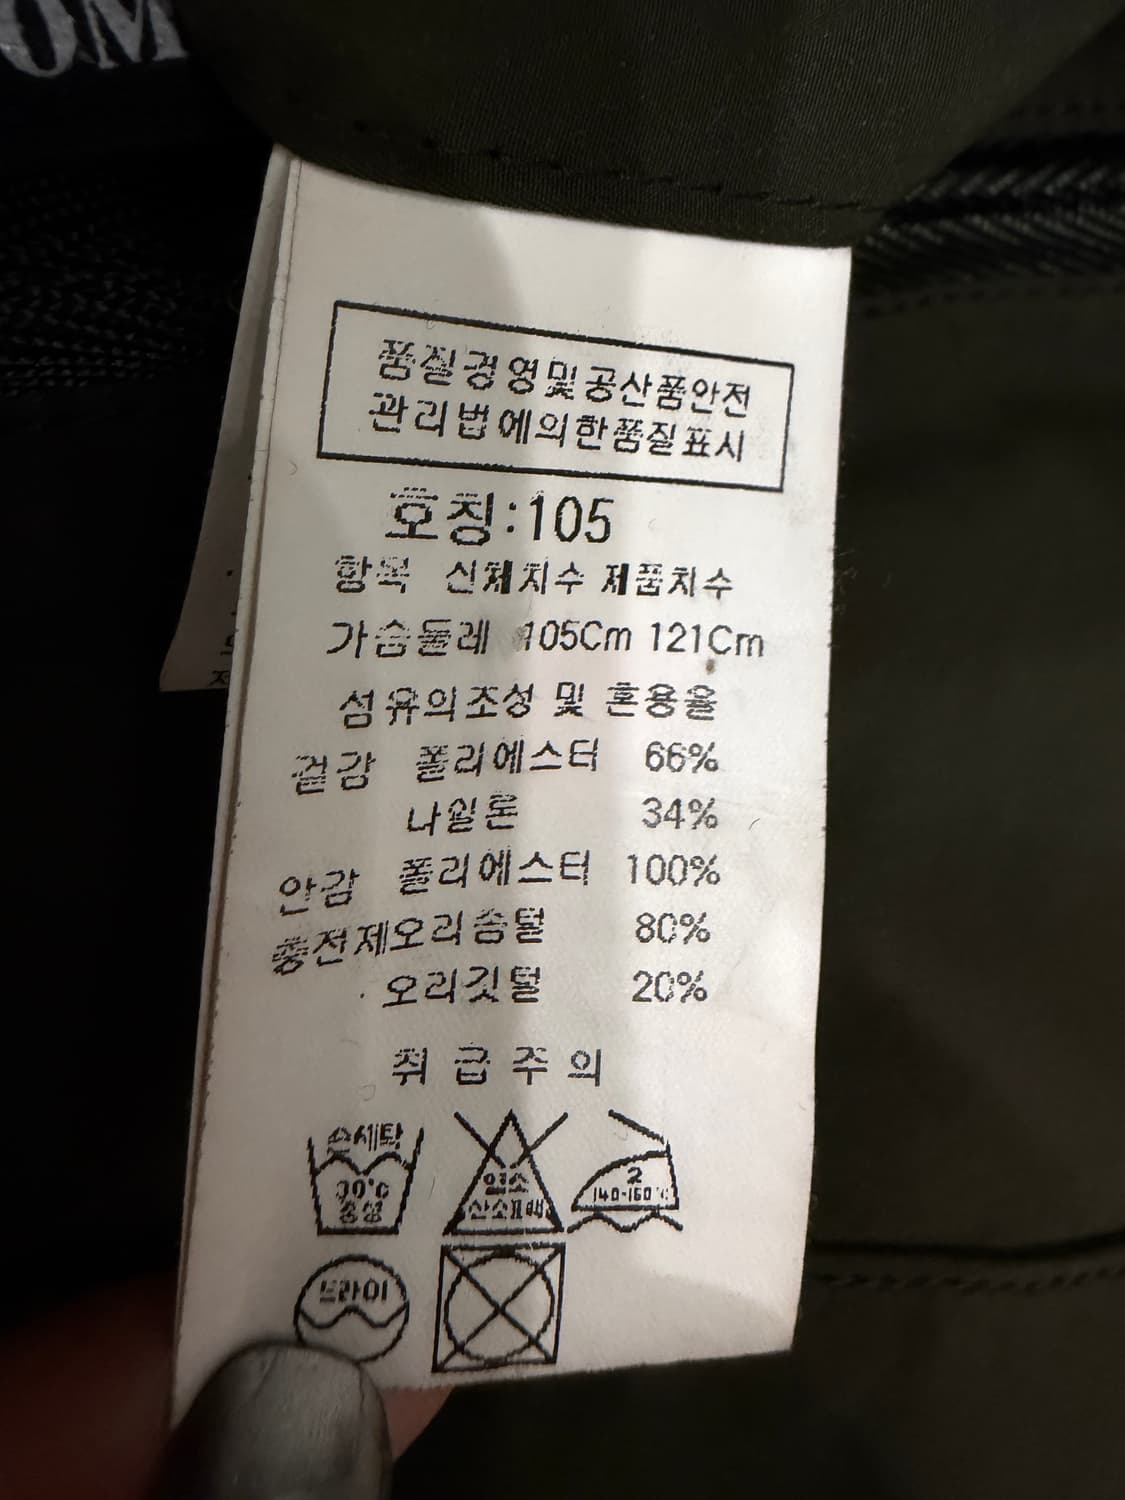 OM
품질경영및공산품안전
관리법에의한품질표시
호칭:105
항목 신체치수 제품치수
가슴둘레 105Cm 121Cm
섬유의조성 및 혼용율
겉감 폴리에스터 66%
나일론 34%
안감 폴리에스터 100%
충전제오리솜털 80%
오리깃털 20%
취급주의
손세탁
30℃
중성
염소
산소표백
2
140-160℃
드라이